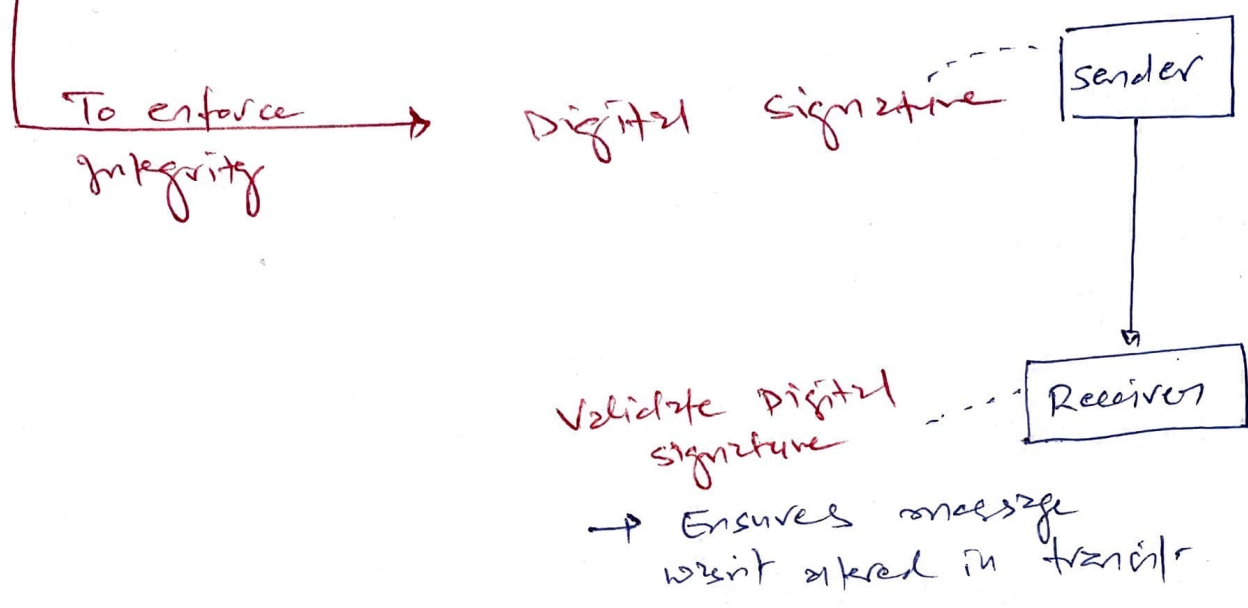 Sender
To enforce
Integrity
Digital Signature
Receiver
Validate Digital
signature
→ Ensures message
wasn't altered in transit.